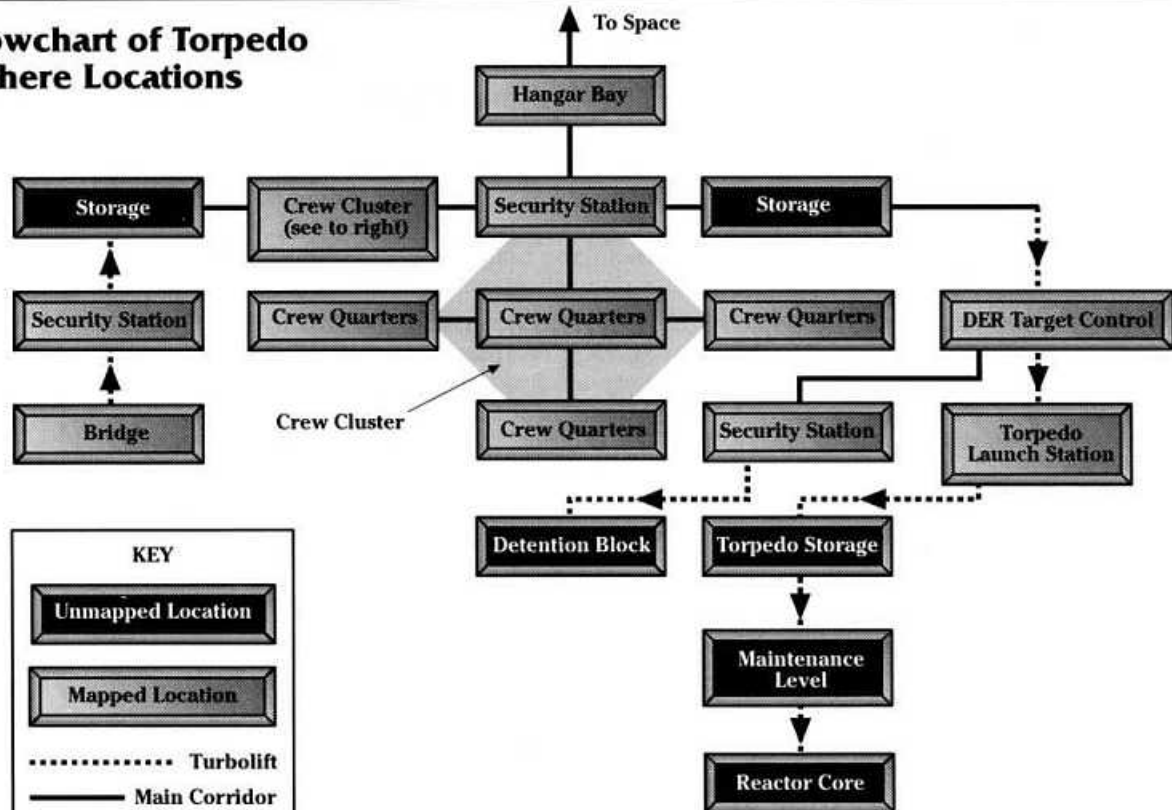 owchart of Torpedo
here Locations
To Space
Hangar Bay
Storage
Crew Cluster
(see to right)
Security Station
Storage
Security Station
Crew Quarters
Crew Quarters
Crew Quarters
DER Target Control
Bridge
Crew Cluster
Crew Quarters
Security Station
Torpedo
Launch Station
Detention Block
Torpedo Storage
Maintenance
Level
Reactor Core
KEY
Unmapped Location
Mapped Location
Turbolift
Main Corridor